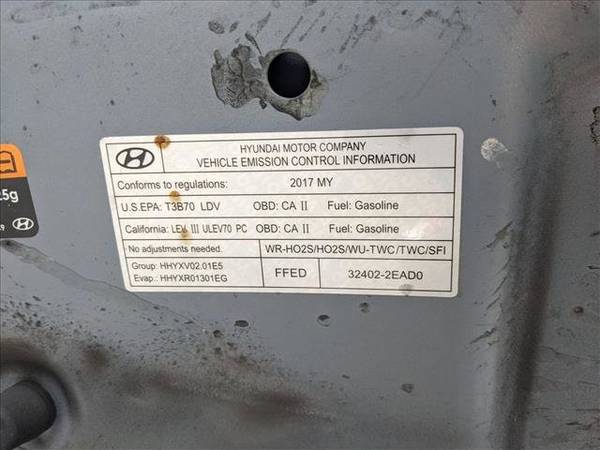 HYUNDAI MOTOR COMPANY
VEHICLE EMISSION CONTROL INFORMATION
Conforms to regulations: 2017 MY
U.S.EPA: T3B70 LDV OBD: CA II Fuel: Gasoline
California: LEV III ULEV70 PC OBD: CA II Fuel: Gasoline
No adjustments needed. WR-HO2S/HO2S/WU-TWC/TWC/SFI
Group: HHYXV02.01E5
Evap.: HHYXR01301EG
FFED 32402-2EAD0
5g